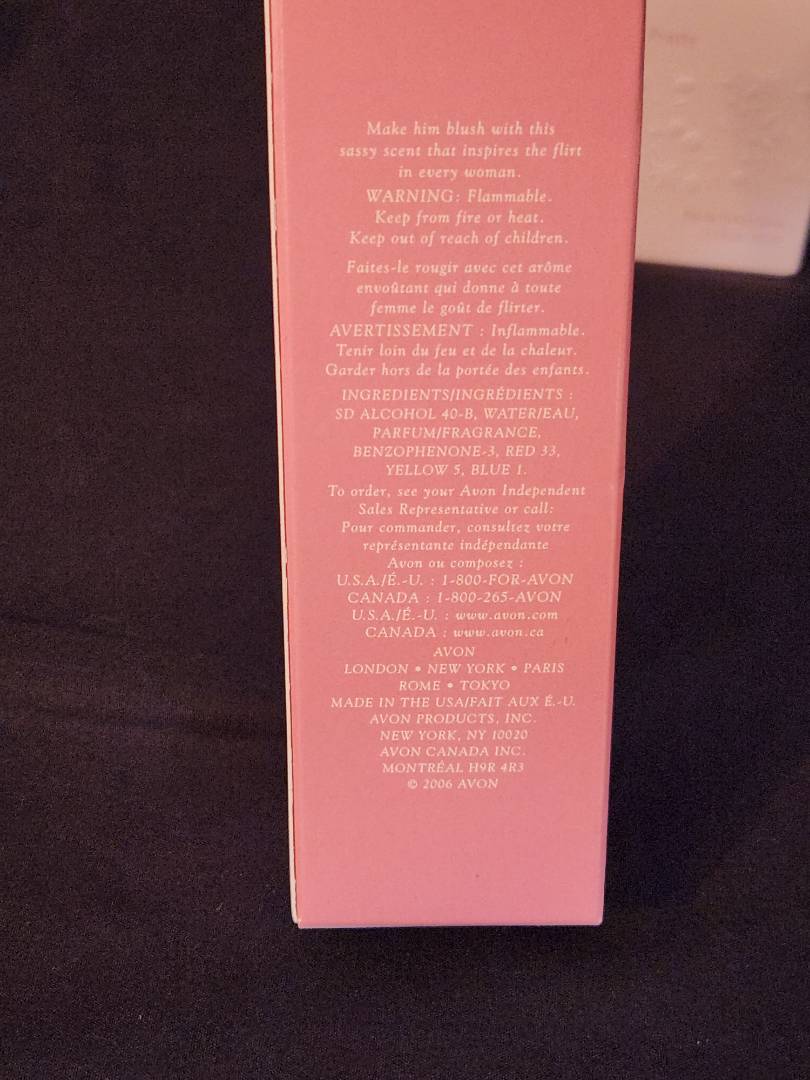 Make him blush with this
sassy scent that inspires the flirt
in every woman.
WARNING: Flammable.
Keep from fire or heat.
Keep out of reach of children.
Faites-le rougir avec cet arôme
envoûtant qui donne à toute
femme le goût de flirter.
AVERTISSEMENT : Inflammable.
Tenir loin du feu et de la chaleur.
Garder hors de la portée des enfants.
INGREDIENTS/INGRÉDIENTS :
SD ALCOHOL 40-B, WATER/EAU,
PARFUM/FRAGRANCE,
BENZOPHENONE-3, RED 33,
YELLOW 5, BLUE 1.
To order, see your Avon Independent
Sales Representative or call:
Pour commander, consultez votre
représentante indépendante
Avon ou composez :
U.S.A./É.-U. : 1-800-FOR-AVON
CANADA : 1-800-265-AVON
U.S.A./É.-U. : www.avon.com
CANADA : www.avon.ca
AVON
LONDON • NEW YORK • PARIS
ROME • TOKYO
MADE IN THE USA/FAIT AUX É.-U.
AVON PRODUCTS, INC.
NEW YORK, NY 10020
AVON CANADA INC.
MONTRÉAL H9R 4R3
© 2006 AVON